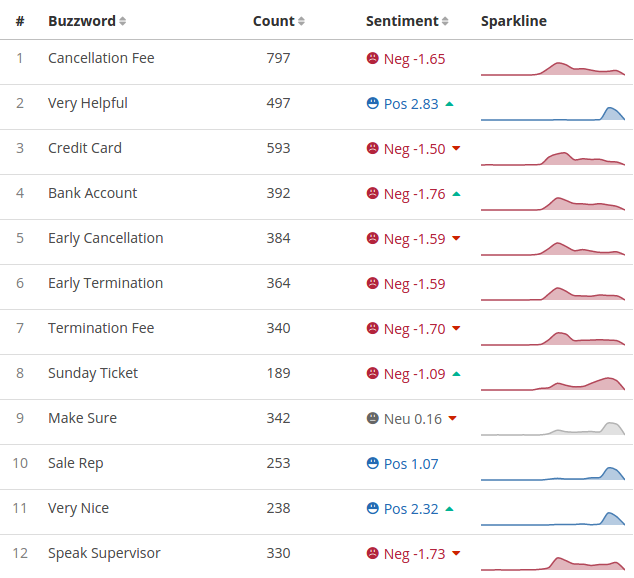 # Buzzword Count Sentiment Sparkline
1 Cancellation Fee 797 Neg -1.65
2 Very Helpful 497 Pos 2.83
3 Credit Card 593 Neg -1.50
4 Bank Account 392 Neg -1.76
5 Early Cancellation 384 Neg -1.59
6 Early Termination 364 Neg -1.59
7 Termination Fee 340 Neg -1.70
8 Sunday Ticket 189 Neg -1.09
9 Make Sure 342 Neu 0.16
10 Sale Rep 253 Pos 1.07
11 Very Nice 238 Pos 2.32
12 Speak Supervisor 330 Neg -1.73